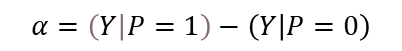 α = (Y|P = 1) − (Y|P = 0)